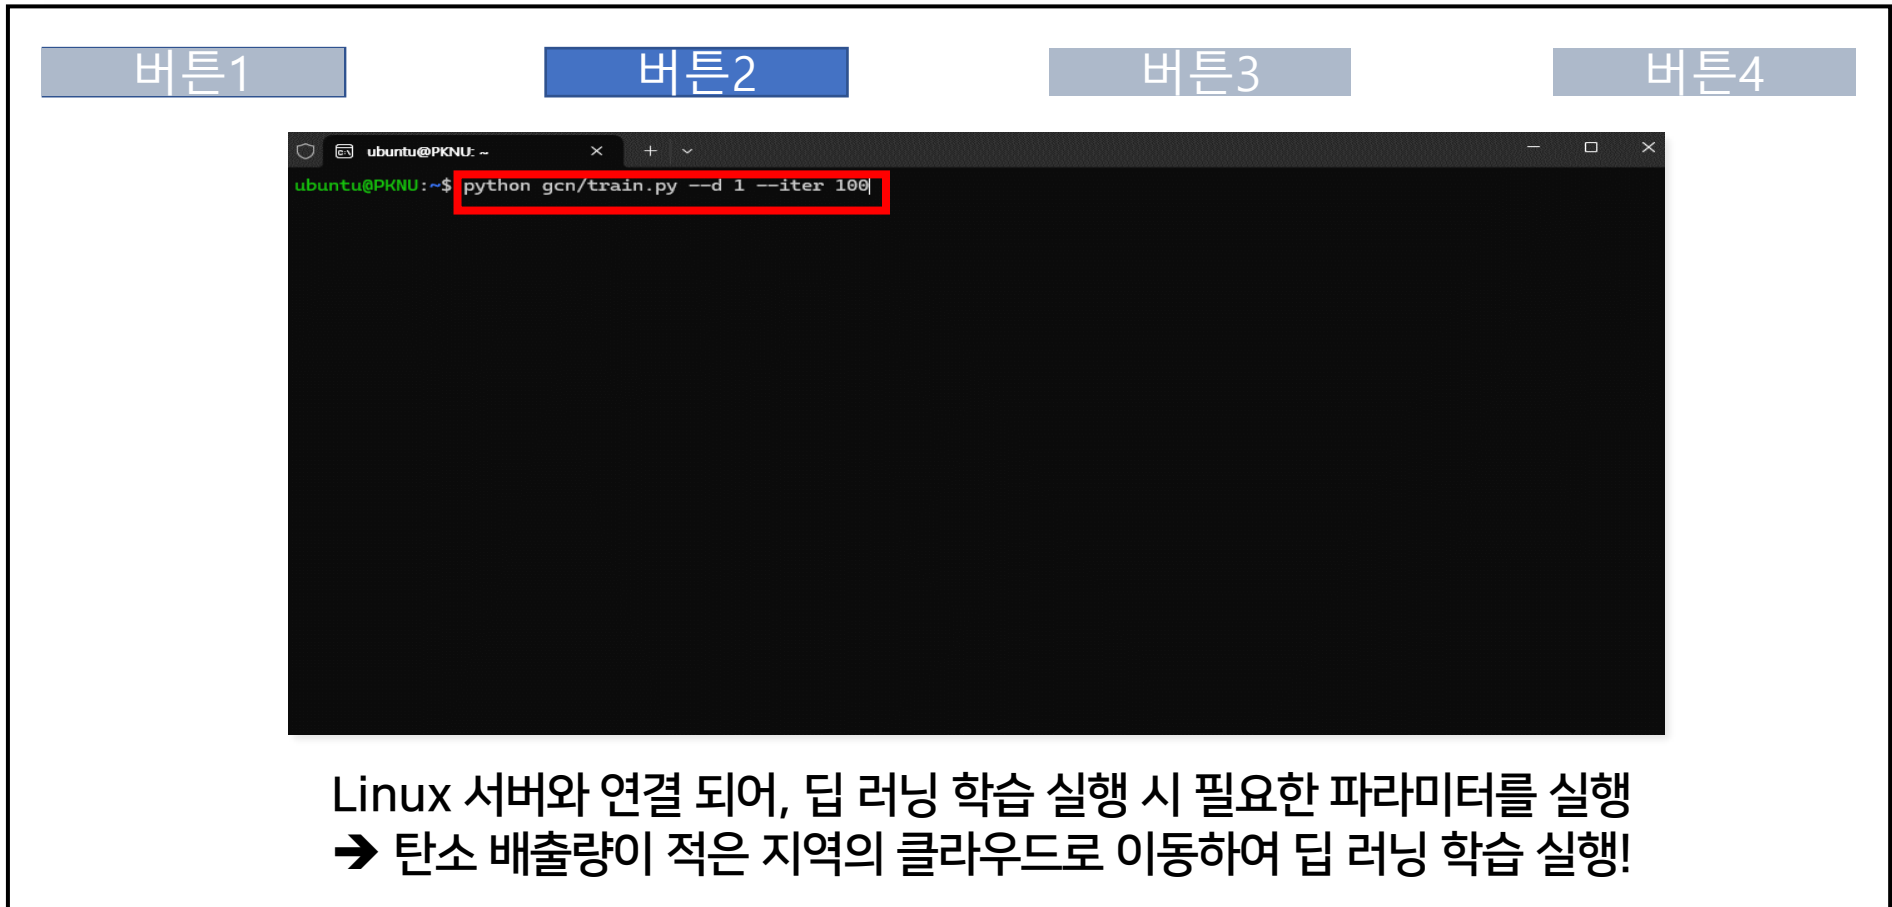 버튼1
버튼2
버튼3
버튼4
ubuntu@PKNU: ~
ubuntu@PKNU:~$ python gcn/train.py --d 1 --iter 100
Linux 서버와 연결 되어, 딥 러닝 학습 실행 시 필요한 파라미터를 실행
➔ 탄소 배출량이 적은 지역의 클라우드로 이동하여 딥 러닝 학습 실행!